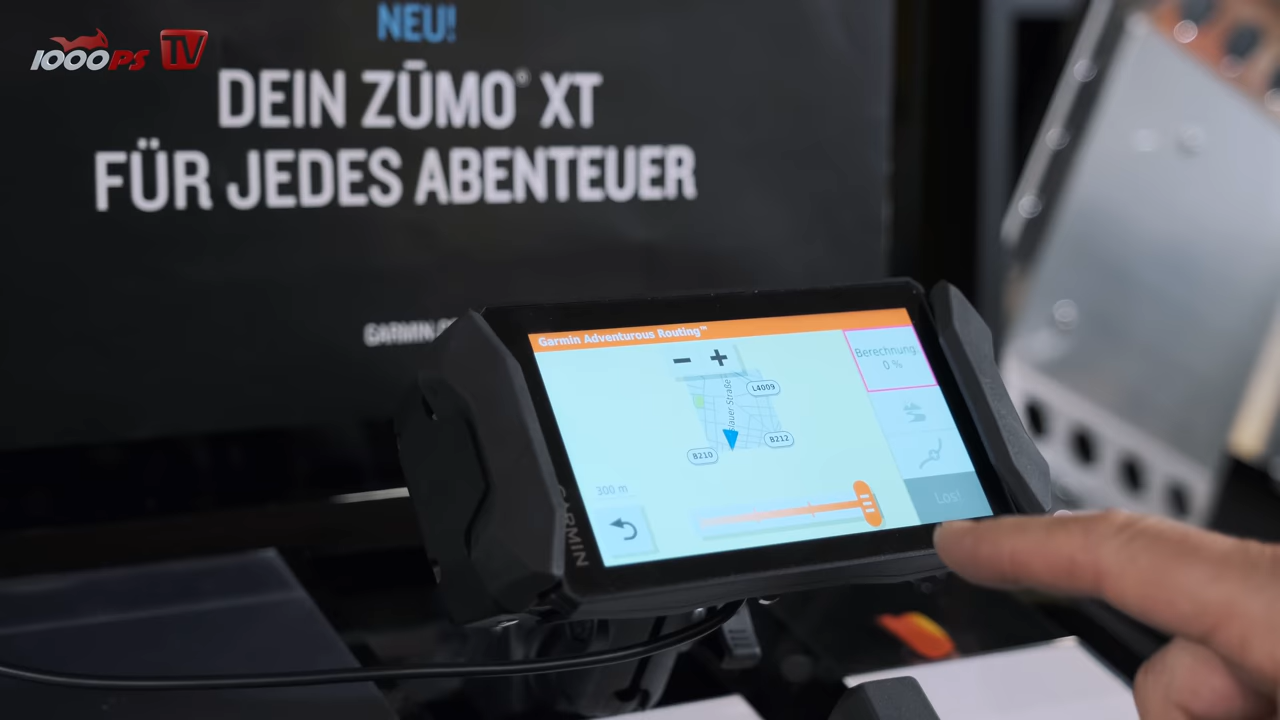 1000PS TV
NEU!
DEIN ZŪMO® XT
FÜR JEDES ABENTEUER
GARMIN
Garmin Adventurous Routing™
Berechnung
0 %
− +
L4009
B212
B210
300 m
Los!
GARMIN